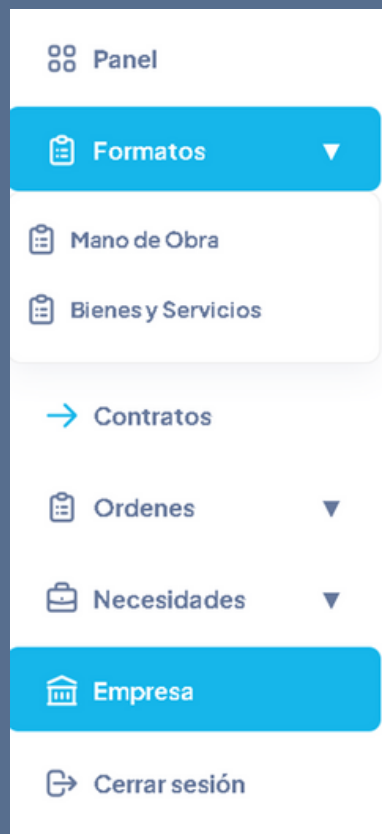 Panel
Formatos
Mano de Obra
Bienes y Servicios
Contratos
Ordenes
Necesidades
Empresa
Cerrar sesión